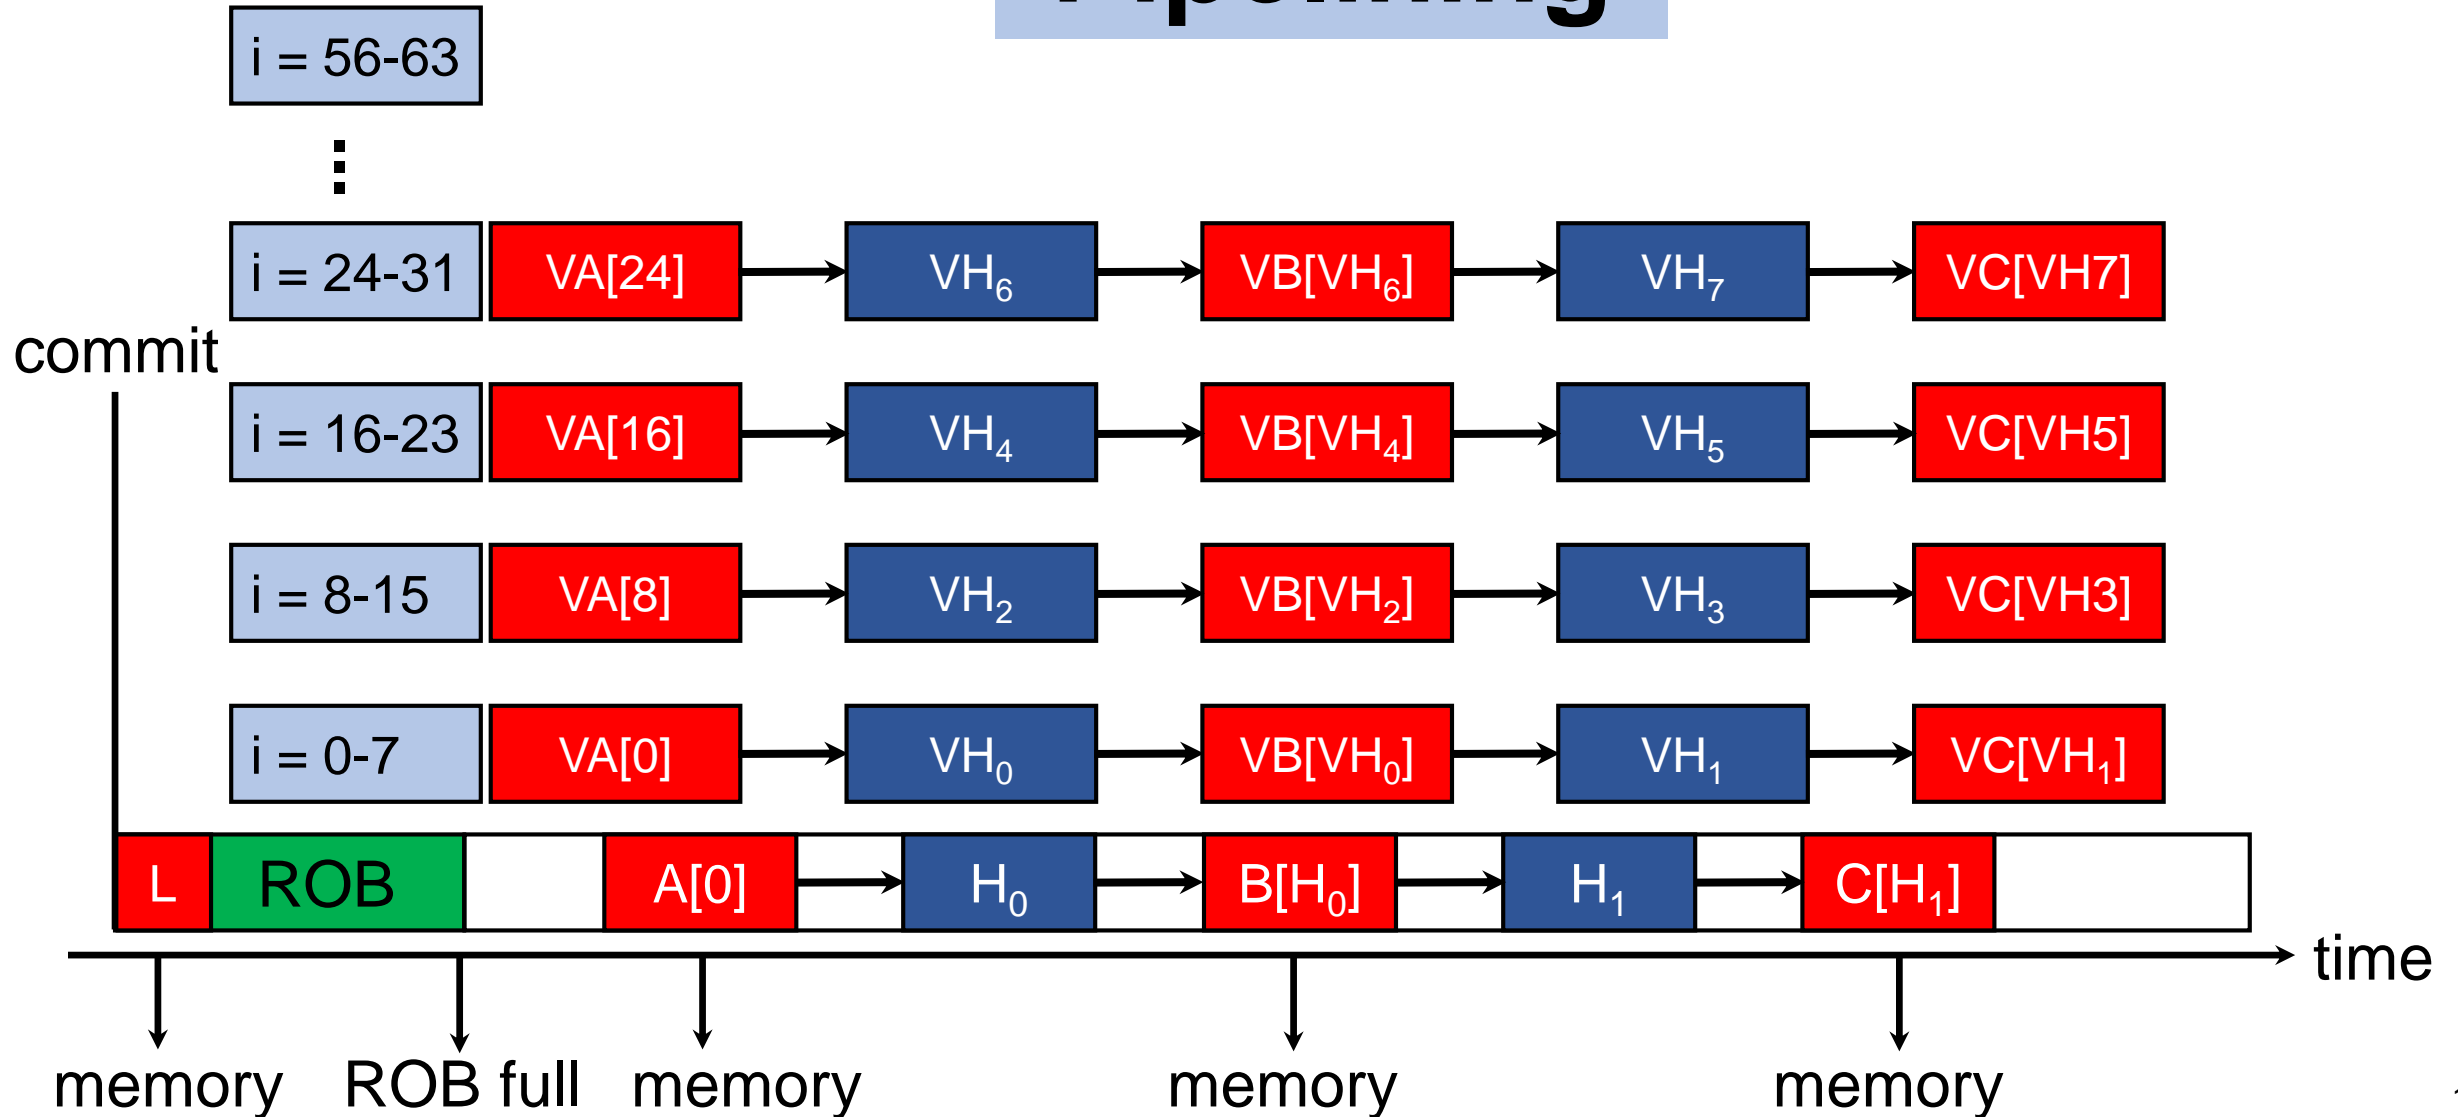 Pipelining
i = 56-63
i = 24-31 VA[24] VH₆ VB[VH₆] VH₇ VC[VH7]
commit
i = 16-23 VA[16] VH₄ VB[VH₄] VH₅ VC[VH5]
i = 8-15 VA[8] VH₂ VB[VH₂] VH₃ VC[VH3]
i = 0-7 VA[0] VH₀ VB[VH₀] VH₁ VC[VH₁]
L ROB A[0] H₀ B[H₀] H₁ C[H₁]
time
memory ROB full memory memory memory